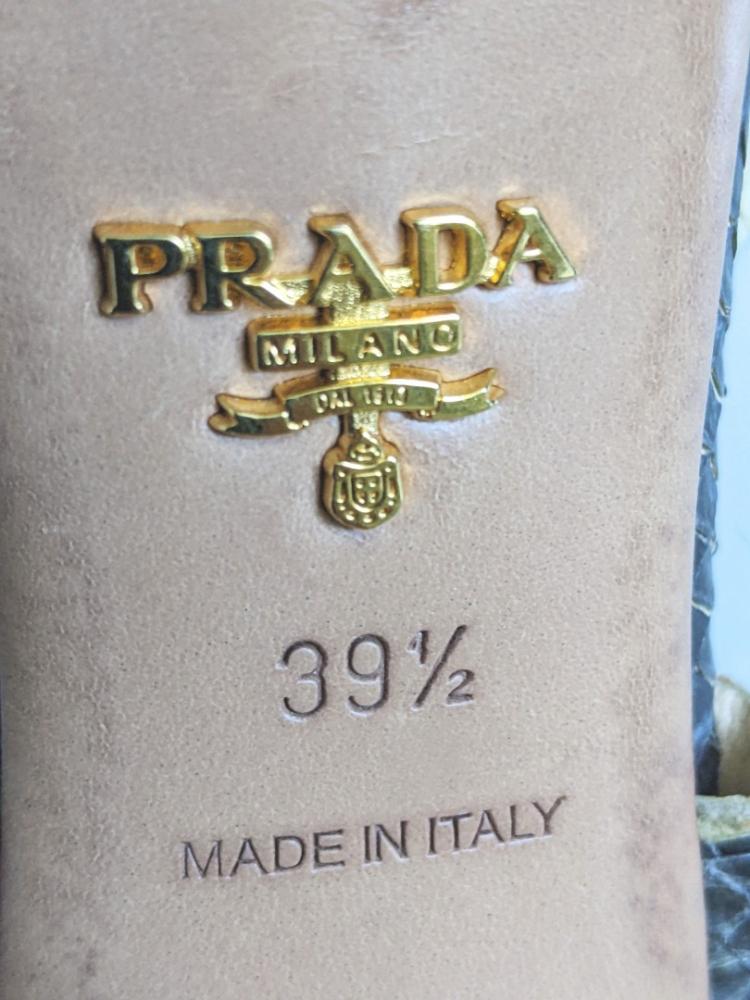 PRADA
MILANO
DAL 1913
39½
MADE IN ITALY